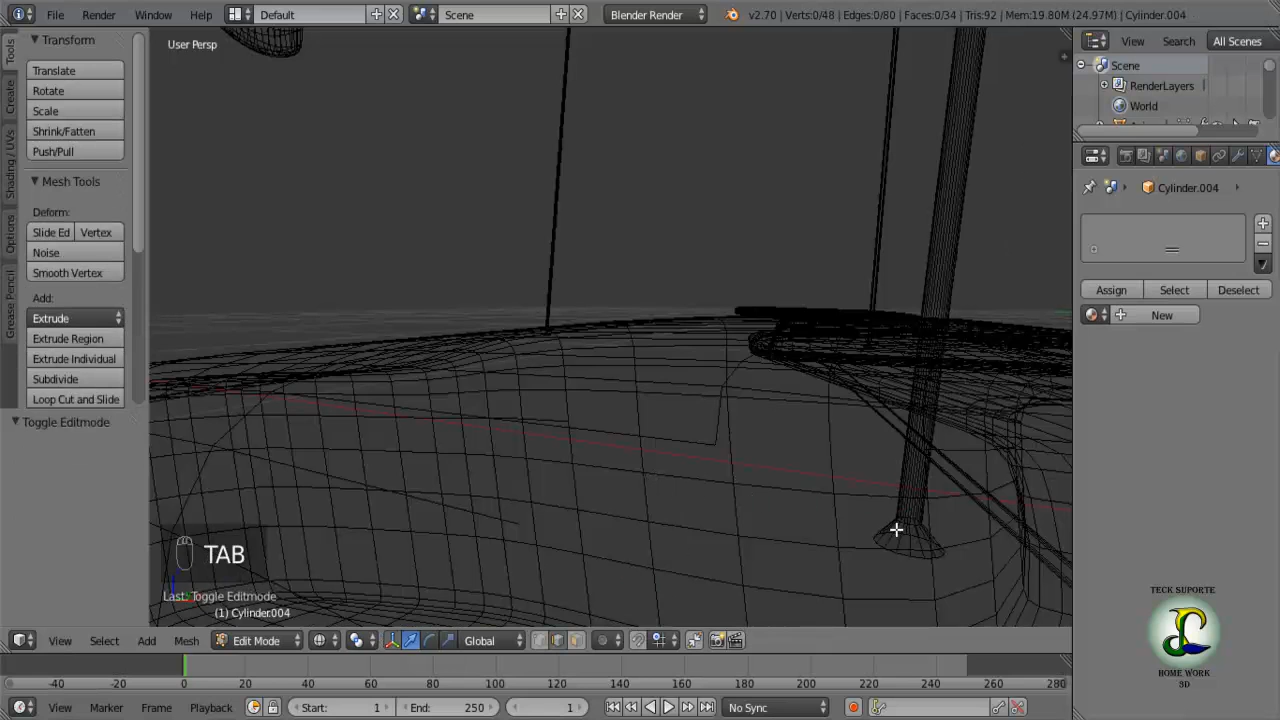 File Render Window Help Default Scene Blender Render v2.70 | Verts:0/48 | Edges:0/80 | Faces:0/34 | Tris:92 | Mem:19.80M (24.97M) | Cylinder.004
Tools
Create
Shading / UVs
Options
Grease Pencil
Transform
Translate
Rotate
Scale
Shrink/Fatten
Push/Pull
Mesh Tools
Deform:
Slide Ed Vertex
Noise
Smooth Vertex
Add:
Extrude
Extrude Region
Extrude Individual
Subdivide
Loop Cut and Slide
Toggle Editmode
User Persp
TAB
Last: Toggle Editmode
(1) Cylinder.004
View Search All Scenes
Scene
RenderLayers
World
Cylinder.004
Assign Select Deselect
New
TECK SUPORTE
HOME WORK
3D
View Select Add Mesh Edit Mode Global
-40 -20 0 20 40 60 80 100 120 140 160 180 200 220 240 260 280
View Marker Frame Playback Start: 1 End: 250 1 No Sync